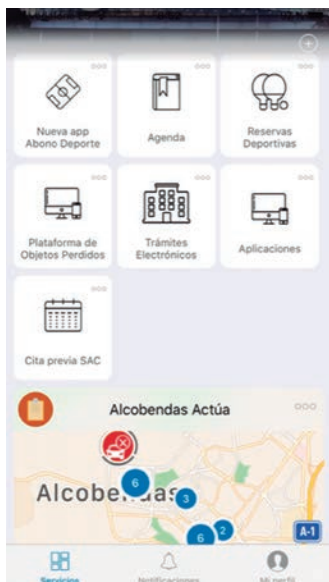 Nueva app
Abono Deporte
Agenda
Reservas
Deportivas
Plataforma de
Objetos Perdidos
Trámites
Electrónicos
Aplicaciones
Cita previa SAC
Alcobendas Actúa
Alcobendas
6
3
6
2
A-1
Servicios
Notificaciones
Mi perfil